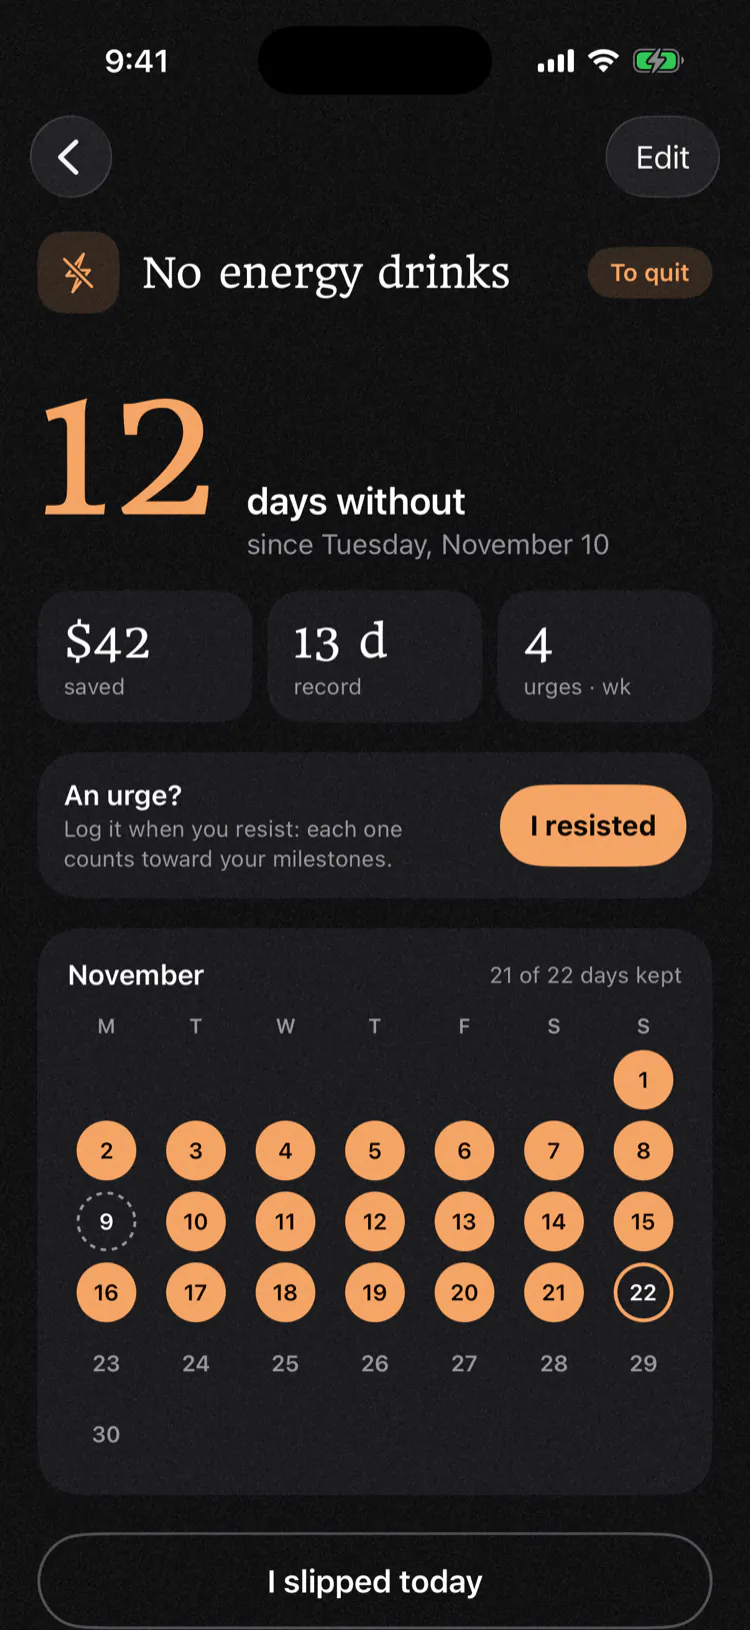 9:41
Edit
No energy drinks
To quit
12
days without
since Tuesday, November 10
$42
saved
13 d
record
4
urges · wk
An urge?
Log it when you resist: each one
counts toward your milestones.
I resisted
November
21 of 22 days kept
M T W T F S S
1
2 3 4 5 6 7 8
9 10 11 12 13 14 15
16 17 18 19 20 21 22
23 24 25 26 27 28 29
30
I slipped today